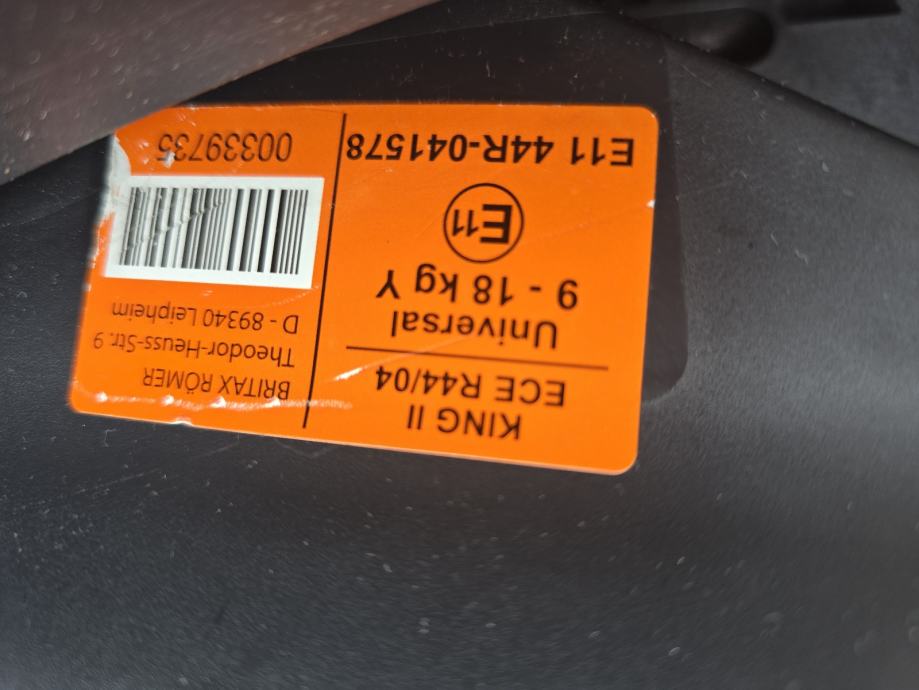 KING II
ECE R44/04
Universal
9 - 18 kg Y
E11
E11 44R-041578
BRITAX RÖMER
Theodor-Heuss-Str. 9
D - 89340 Leipheim
00339735